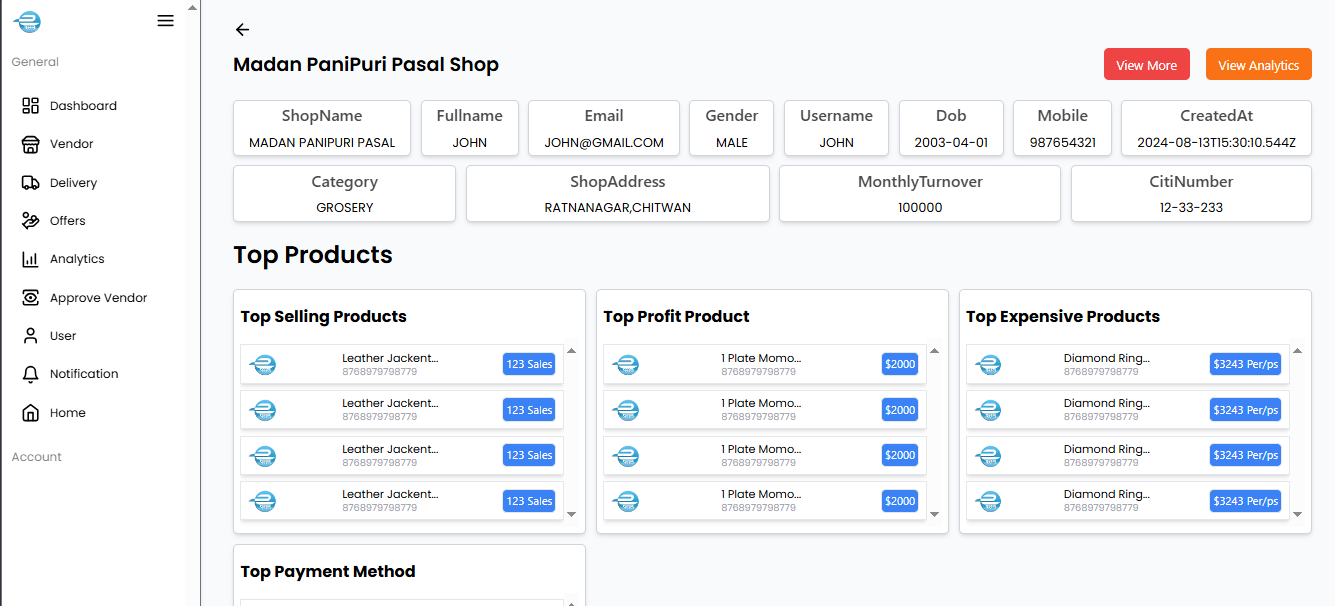 General
Dashboard
Vendor
Delivery
Offers
Analytics
Approve Vendor
User
Notification
Home
Account
Madan PaniPuri Pasal Shop
View More
View Analytics
ShopName
MADAN PANIPURI PASAL
Fullname
JOHN
Email
JOHN@GMAIL.COM
Gender
MALE
Username
JOHN
Dob
2003-04-01
Mobile
987654321
CreatedAt
2024-08-13T15:30:10.544Z
Category
GROSERY
ShopAddress
RATNANAGAR,CHITWAN
MonthlyTurnover
100000
CitiNumber
12-33-233
Top Products
Top Selling Products
Leather Jackent...
8768979798779
123 Sales
Leather Jackent...
8768979798779
123 Sales
Leather Jackent...
8768979798779
123 Sales
Leather Jackent...
8768979798779
123 Sales
Top Profit Product
1 Plate Momo...
8768979798779
$2000
1 Plate Momo...
8768979798779
$2000
1 Plate Momo...
8768979798779
$2000
1 Plate Momo...
8768979798779
$2000
Top Expensive Products
Diamond Ring...
8768979798779
$3243 Per/ps
Diamond Ring...
8768979798779
$3243 Per/ps
Diamond Ring...
8768979798779
$3243 Per/ps
Diamond Ring...
8768979798779
$3243 Per/ps
Top Payment Method